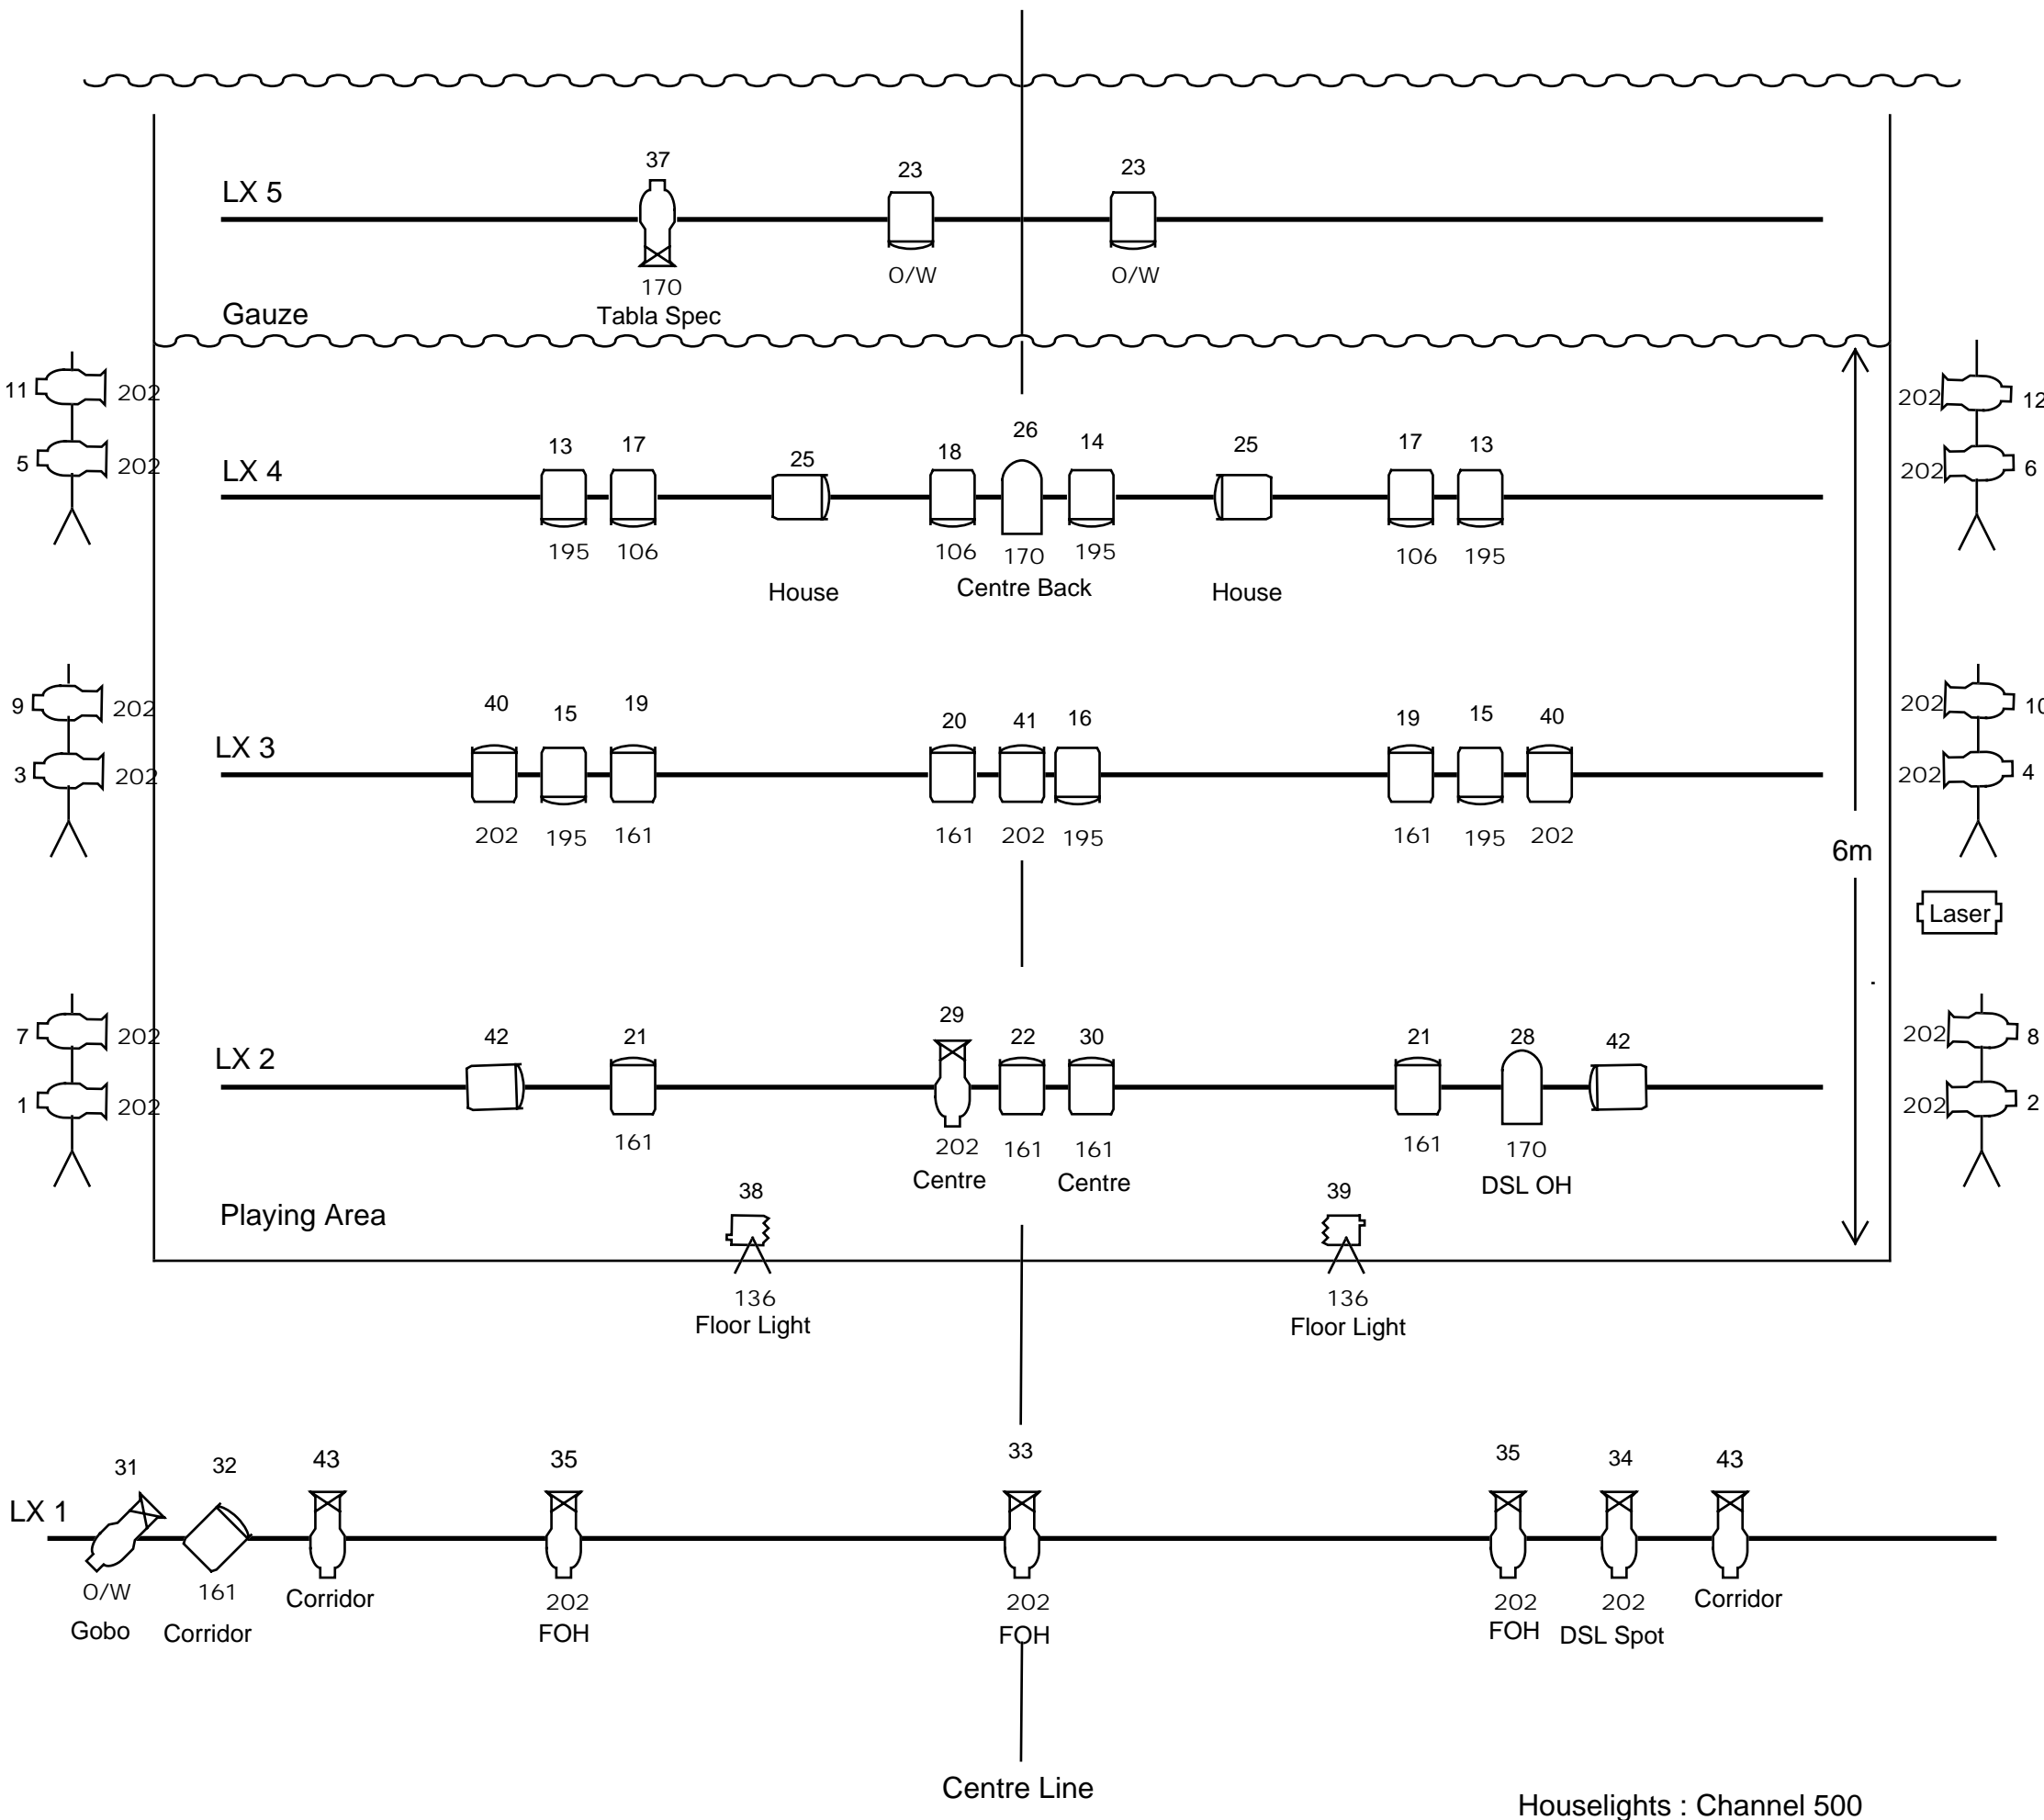 37 23 23
LX 5
O/W O/W
170
Gauze Tabla Spec
11 202 202 12
26
13 17 25 18 14 25 17 13
5 202 LX 4 202 6
195 106 106 170 195 106 195
House Centre Back House
9 202 40 15 19 20 41 16 19 15 40 202 10
LX 3
3 202 202 4
202 195 161 161 202 195 161 195 202
6m
Laser
29
7 202 42 21 22 30 21 28 42 202 8
LX 2
1 202 202 2
161 202 161 161 161 170
Centre Centre DSL OH
38 39
Playing Area
136 136
Floor Light Floor Light
31 32 43 35 33 35 34 43
LX 1
O/W 161 Corridor 202 202 202 202 Corridor
Gobo Corridor FOH FOH FOH DSL Spot
Centre Line
Houselights : Channel 500